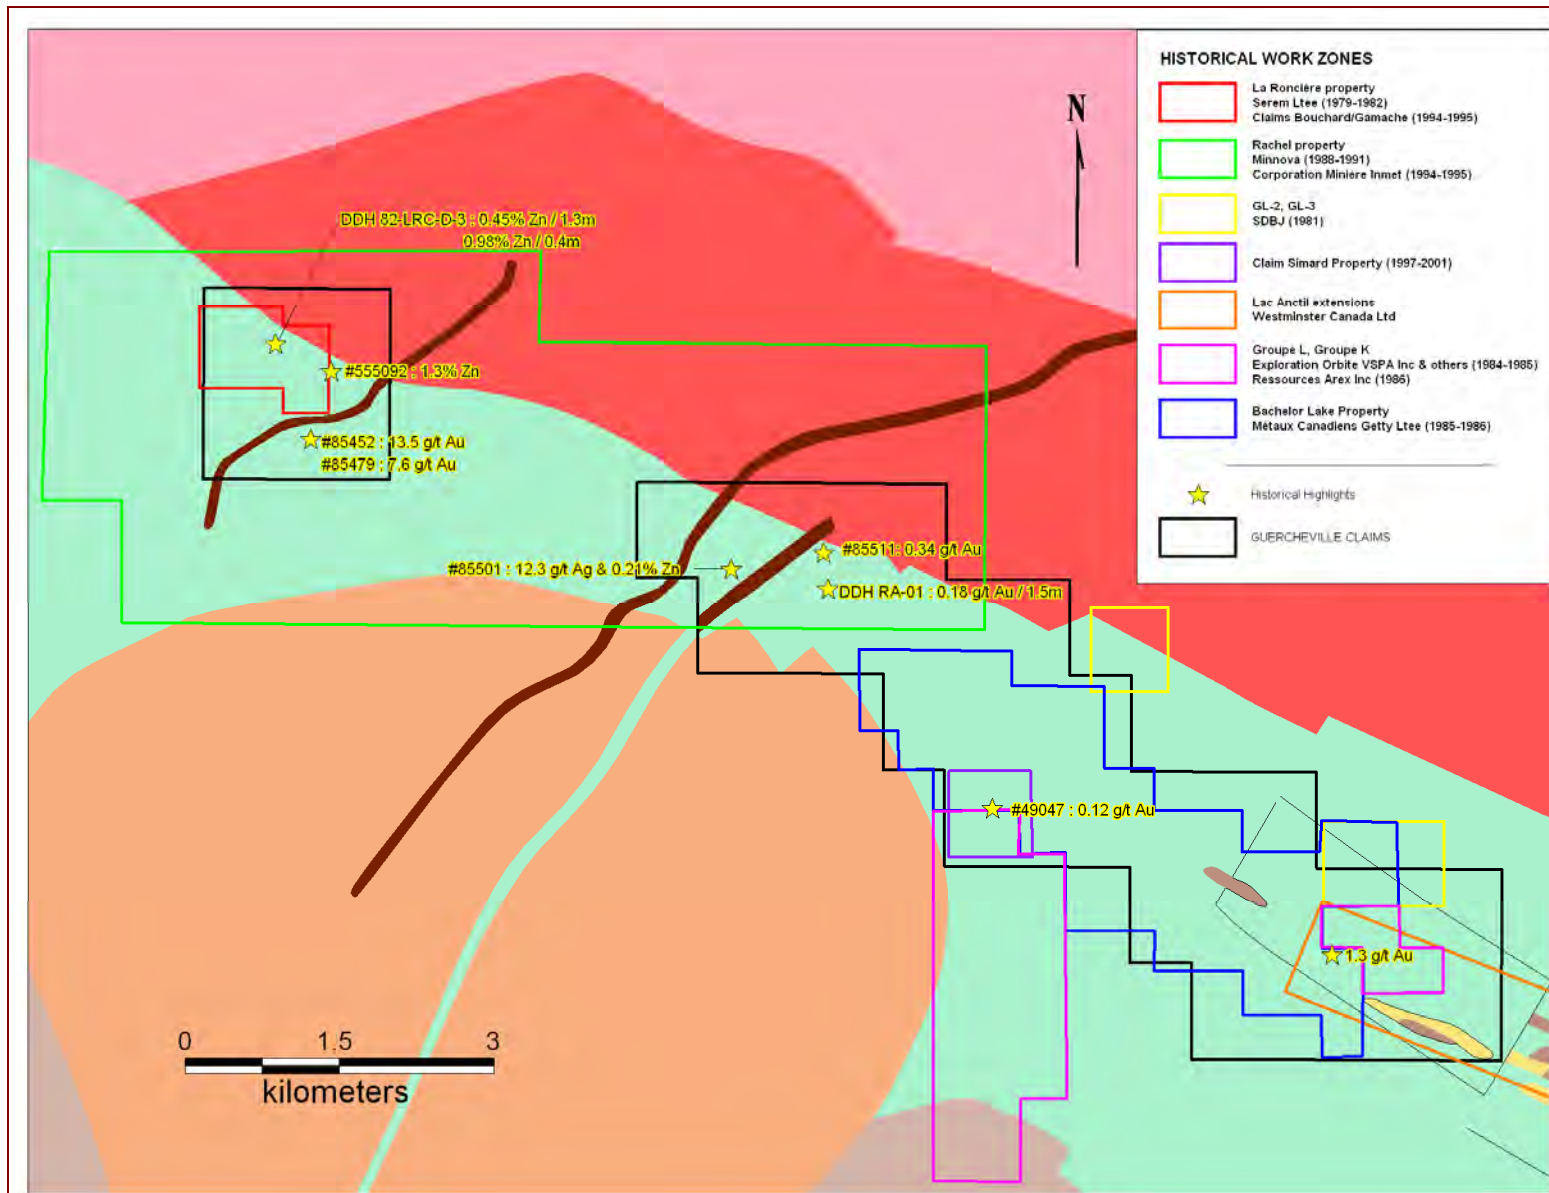 HISTORICAL WORK ZONES
La Roncière property
Serem Ltee (1979-1982)
Claims Bouchard/Gamache (1994-1995)
Rachel property
Minnova (1988-1991)
Corporation Minière Inmet (1994-1995)
GL-2, GL-3
SDBJ (1981)
Claim Simard Property (1997-2001)
Lac Anctil extensions
Westminster Canada Ltd
Groupe L, Groupe K
Exploration Orbite VSPA Inc & others (1984-1985)
Ressources Arex Inc (1986)
Bachelor Lake Property
Métaux Canadiens Getty Ltee (1985-1986)
Historical Highlights
GUERCHEVILLE CLAIMS
N
DDH 82-LRC-D-3 : 0.45% Zn / 1.3m
0.98% Zn / 0.4m
#555092 : 1.3% Zn
#85452 : 13.5 g/t Au
#85479 : 7.6 g/t Au
#85511: 0.34 g/t Au
#85501 : 12.3 g/t Ag & 0.21% Zn
DDH RA-01 : 0.18 g/t Au / 1.5m
#49047 : 0.12 g/t Au
1.3 g/t Au
0 1.5 3
kilometers